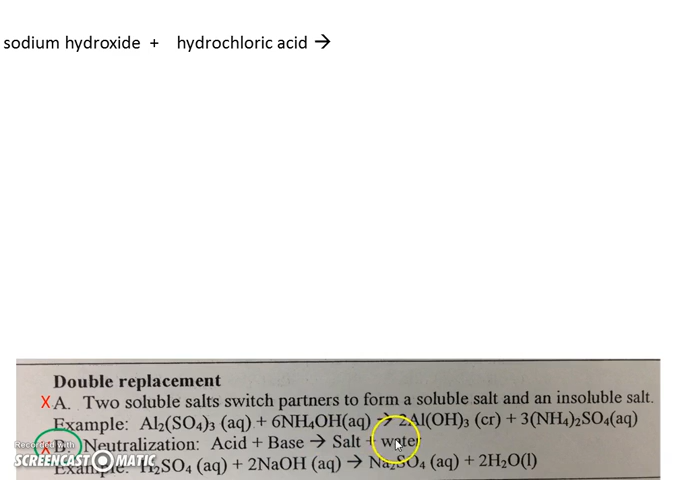 sodium hydroxide + hydrochloric acid →
Double replacement
X A. Two soluble salts switch partners to form a soluble salt and an insoluble salt.
Example: Al₂(SO₄)₃ (aq) + 6NH₄OH(aq) → 2Al(OH)₃ (cr) + 3(NH₄)₂SO₄(aq)
X B. Neutralization: Acid + Base → Salt + water
Example: H₂SO₄ (aq) + 2NaOH (aq) → Na₂SO₄ (aq) + 2H₂O(l)
Recorded with
SCREENCAST-O-MATIC